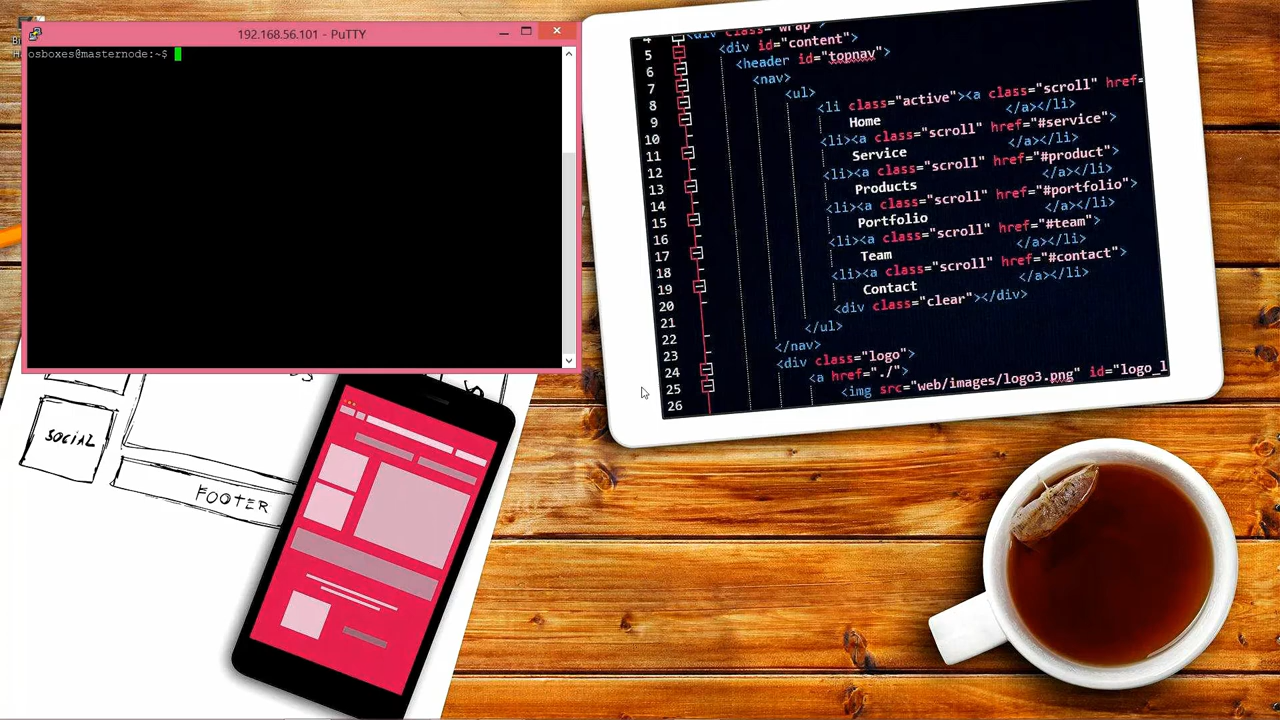 192.168.56.101 - PuTTY
osboxes@masternode:~$
<div id="content">
5 <header id="topnav">
6 <nav>
7 <ul>
8 <li class="active"><a class="scroll" href=
9 Home </a></li>
10 <li><a class="scroll" href="#service">
11 Service </a></li>
12 <li><a class="scroll" href="#product">
13 Products </a></li>
14 <li><a class="scroll" href="#portfolio">
15 Portfolio </a></li>
16 <li><a class="scroll" href="#team">
17 Team </a></li>
18 <li><a class="scroll" href="#contact">
19 Contact </a></li>
20 <div class="clear"></div>
21 </ul>
22 </nav>
23 <div class="logo">
24 <a href="./">
25 <img src="web/images/logo3.png" id="logo_l
26
SOCIAL
FOOTER